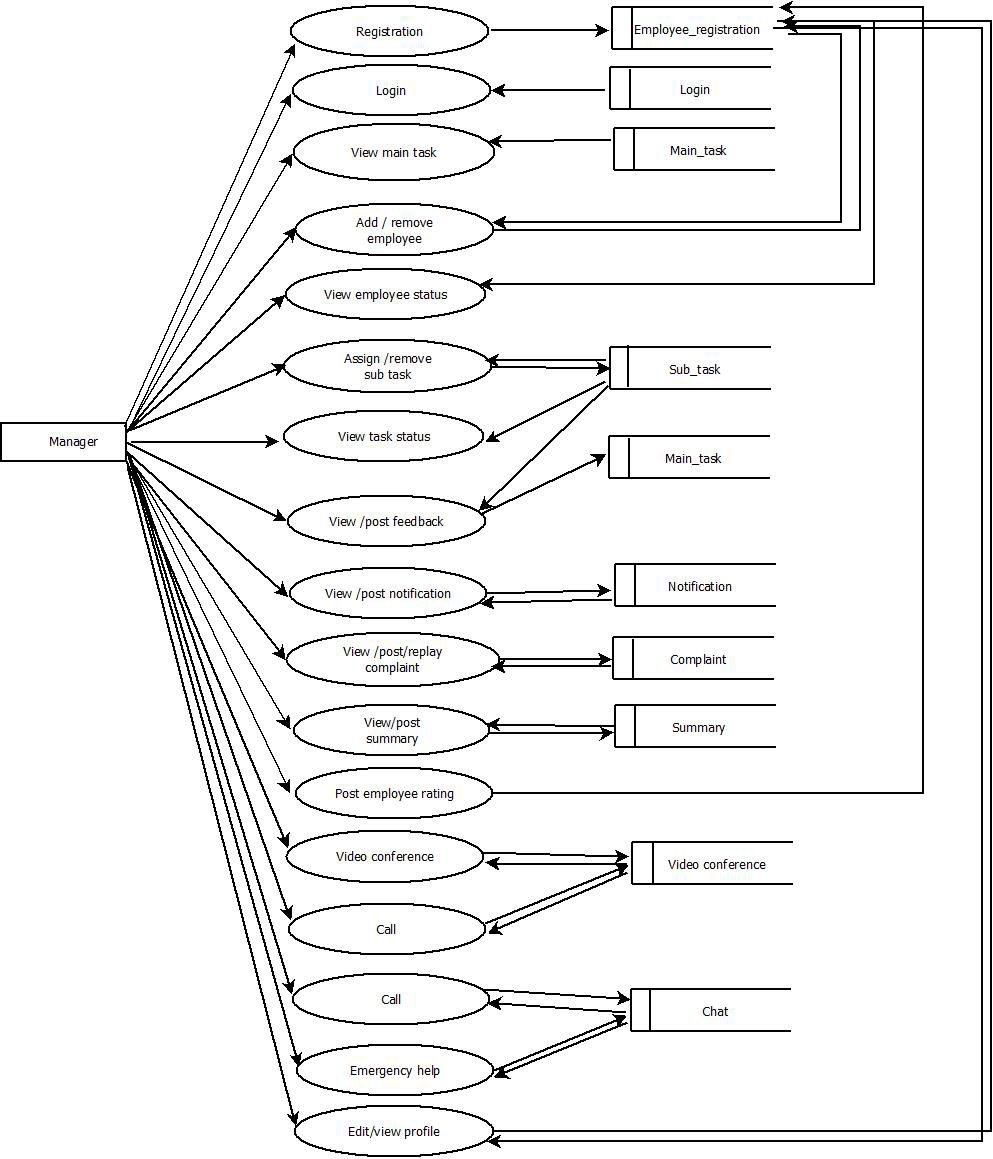 Registration
Employee_registration
Login
Login
View main task
Main_task
Add / remove
employee
View employee status
Assign /remove
sub task
Sub_task
Manager
View task status
Main_task
View /post feedback
View /post notification
Notification
View /post/replay
complaint
Complaint
View/post
summary
Summary
Post employee rating
Video conference
Video conference
Call
Call
Chat
Emergency help
Edit/view profile